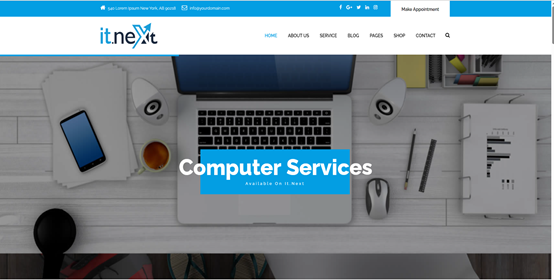 540 Lorem Ipsum New York, AB 90218 info@yourdomain.com
Make Appointment
it.next
HOME ABOUT US SERVICE BLOG PAGES SHOP CONTACT
Computer Services
Available On It.Next